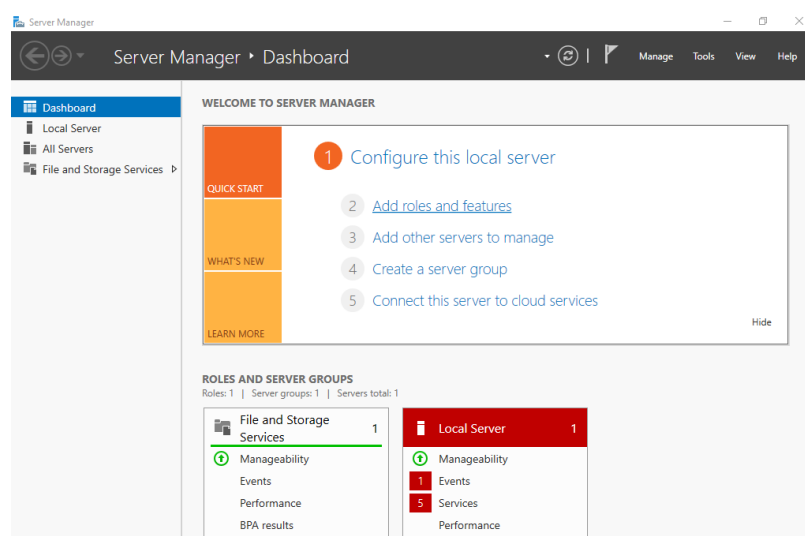 Server Manager
Server Manager ‣ Dashboard
Manage Tools View Help
Dashboard
Local Server
All Servers
File and Storage Services
WELCOME TO SERVER MANAGER
QUICK START
WHAT'S NEW
LEARN MORE
1 Configure this local server
2 Add roles and features
3 Add other servers to manage
4 Create a server group
5 Connect this server to cloud services
Hide
ROLES AND SERVER GROUPS
Roles: 1 | Server groups: 1 | Servers total: 1
File and Storage
Services 1
Manageability
Events
Performance
BPA results
Local Server 1
Manageability
1 Events
5 Services
Performance